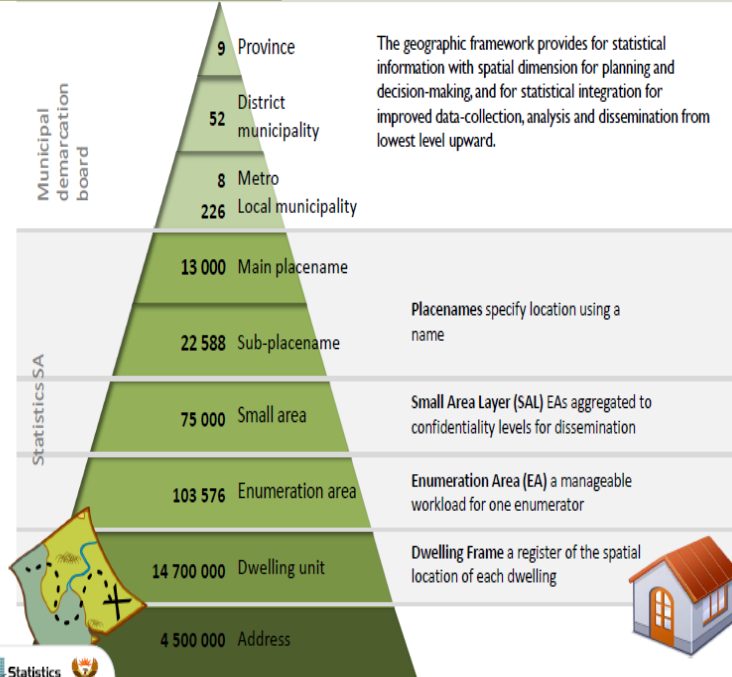 9 Province
52 District
municipality
8 Metro
226 Local municipality
Municipal
demarcation
board
The geographic framework provides for statistical
information with spatial dimension for planning and
decision-making, and for statistical integration for
improved data-collection, analysis and dissemination from
lowest level upward.
13 000 Main placename
22 588 Sub-placename
Placenames specify location using a
name
75 000 Small area
Small Area Layer (SAL) EAs aggregated to
confidentiality levels for dissemination
Statistics SA
103 576 Enumeration area
Enumeration Area (EA) a manageable
workload for one enumerator
14 700 000 Dwelling unit
Dwelling Frame a register of the spatial
location of each dwelling
4 500 000 Address
Statistics